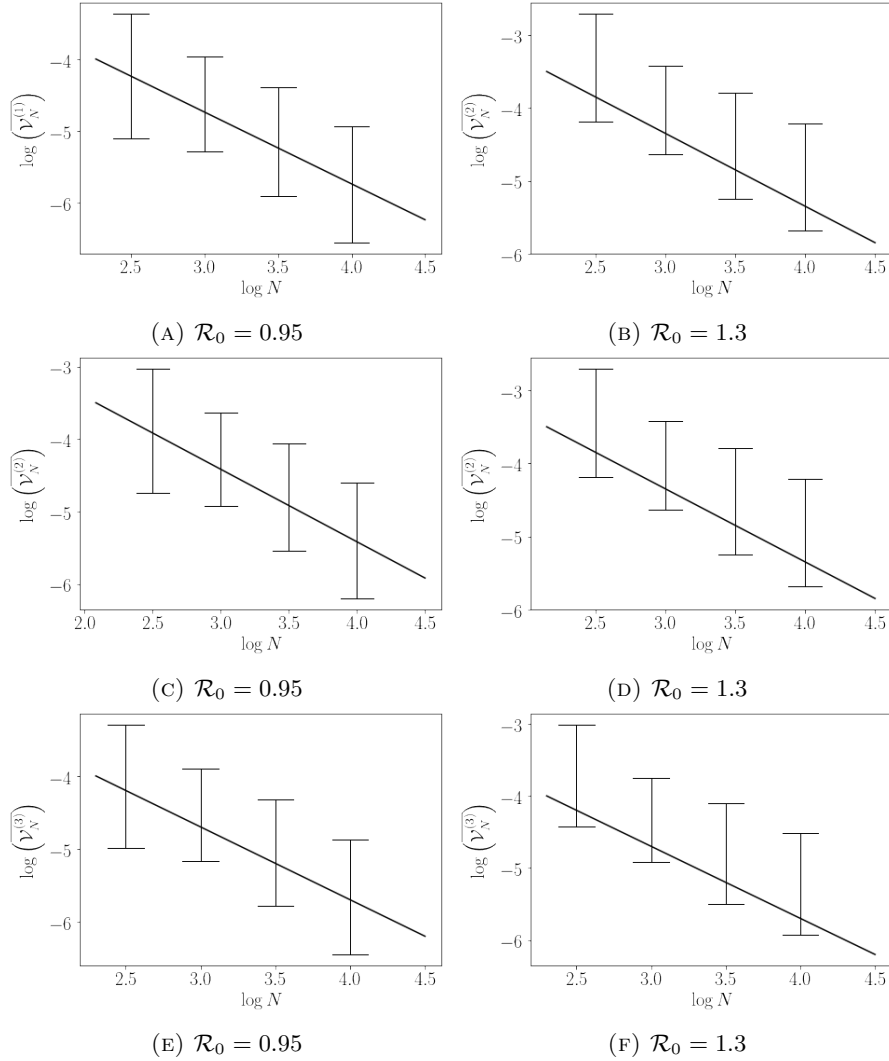 −4
−5
−6
log (𝒱_N^{(1)})
2.5 3.0 3.5 4.0 4.5
log N
(A) ℛ₀ = 0.95
−3
−4
−5
−6
log (𝒱_N^{(2)})
2.5 3.0 3.5 4.0 4.5
log N
(B) ℛ₀ = 1.3
−3
−4
−5
−6
log (𝒱_N^{(2)})
2.0 2.5 3.0 3.5 4.0 4.5
log N
(C) ℛ₀ = 0.95
−3
−4
−5
−6
log (𝒱_N^{(2)})
2.5 3.0 3.5 4.0 4.5
log N
(D) ℛ₀ = 1.3
−4
−5
−6
log (𝒱_N^{(3)})
2.5 3.0 3.5 4.0 4.5
log N
(E) ℛ₀ = 0.95
−3
−4
−5
−6
log (𝒱_N^{(3)})
2.5 3.0 3.5 4.0 4.5
log N
(F) ℛ₀ = 1.3